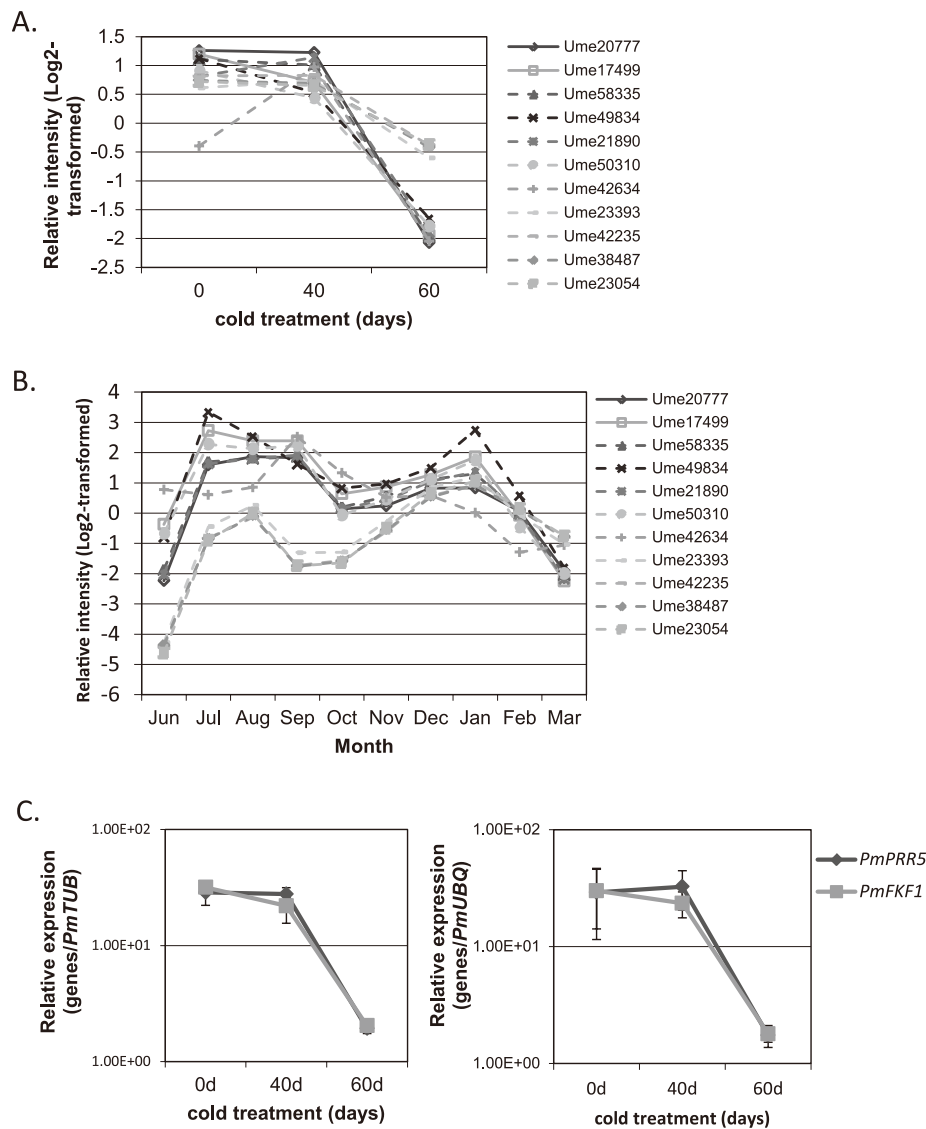 A.
Relative intensity (Log2-
transformed)
1.5
1
0.5
0
-0.5
-1
-1.5
-2
-2.5
0 40 60
cold treatment (days)
Ume20777
Ume17499
Ume58335
Ume49834
Ume21890
Ume50310
Ume42634
Ume23393
Ume42235
Ume38487
Ume23054
B.
Relative intensity (Log2-transformed)
4
3
2
1
0
-1
-2
-3
-4
-5
-6
Jun Jul Aug Sep Oct Nov Dec Jan Feb Mar
Month
Ume20777
Ume17499
Ume58335
Ume49834
Ume21890
Ume50310
Ume42634
Ume23393
Ume42235
Ume38487
Ume23054
C.
Relative expression
(genes/PmTUB)
1.00E+02
1.00E+01
1.00E+00
0d 40d 60d
cold treatment (days)
Relative expression
(genes/PmUBQ)
1.00E+02
1.00E+01
1.00E+00
0d 40d 60d
cold treatment (days)
PmPRR5
PmFKF1